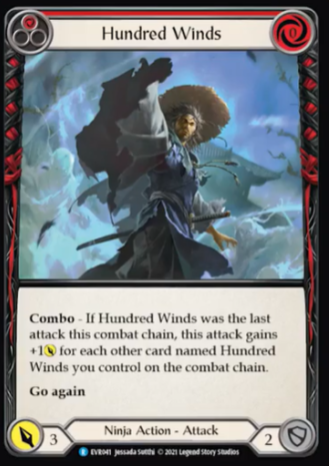 Hundred Winds
0
Combo - If Hundred Winds was the last
attack this combat chain, this attack gains
+1 for each other card named Hundred
Winds you control on the combat chain.
Go again
3
Ninja Action - Attack
2
R EVR041 Jessada Sutthi © 2021 Legend Story Studios